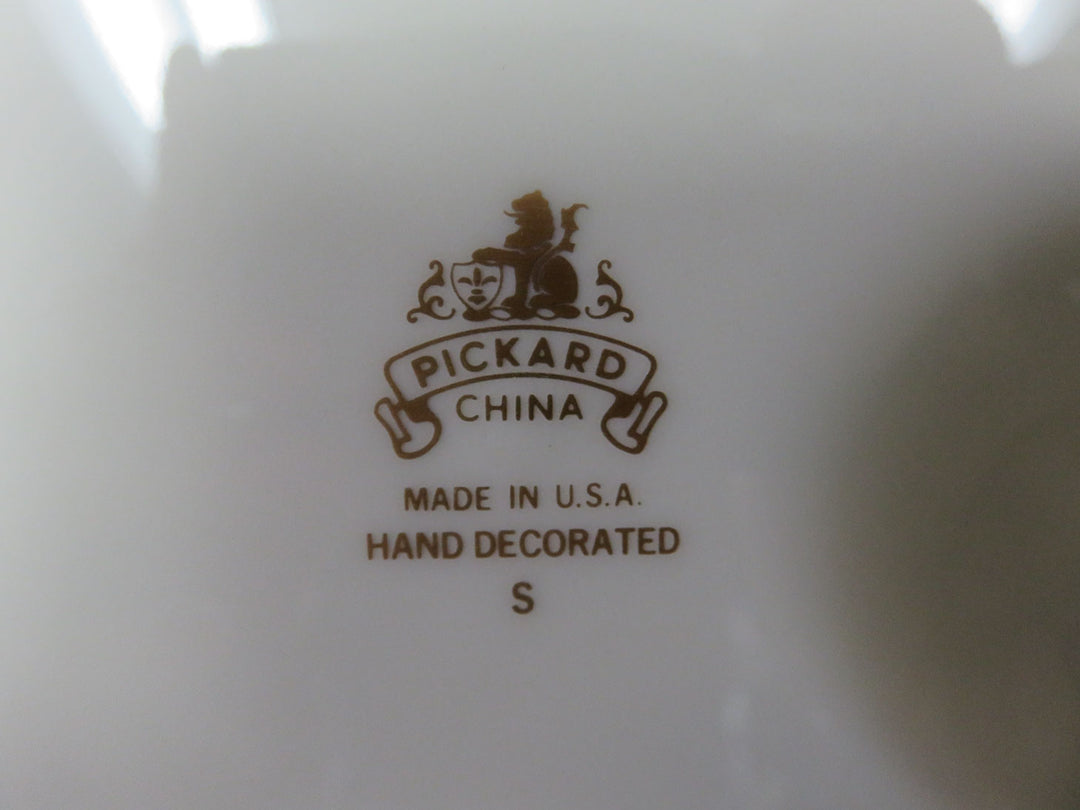 PICKARD
CHINA
MADE IN U.S.A.
HAND DECORATED
S